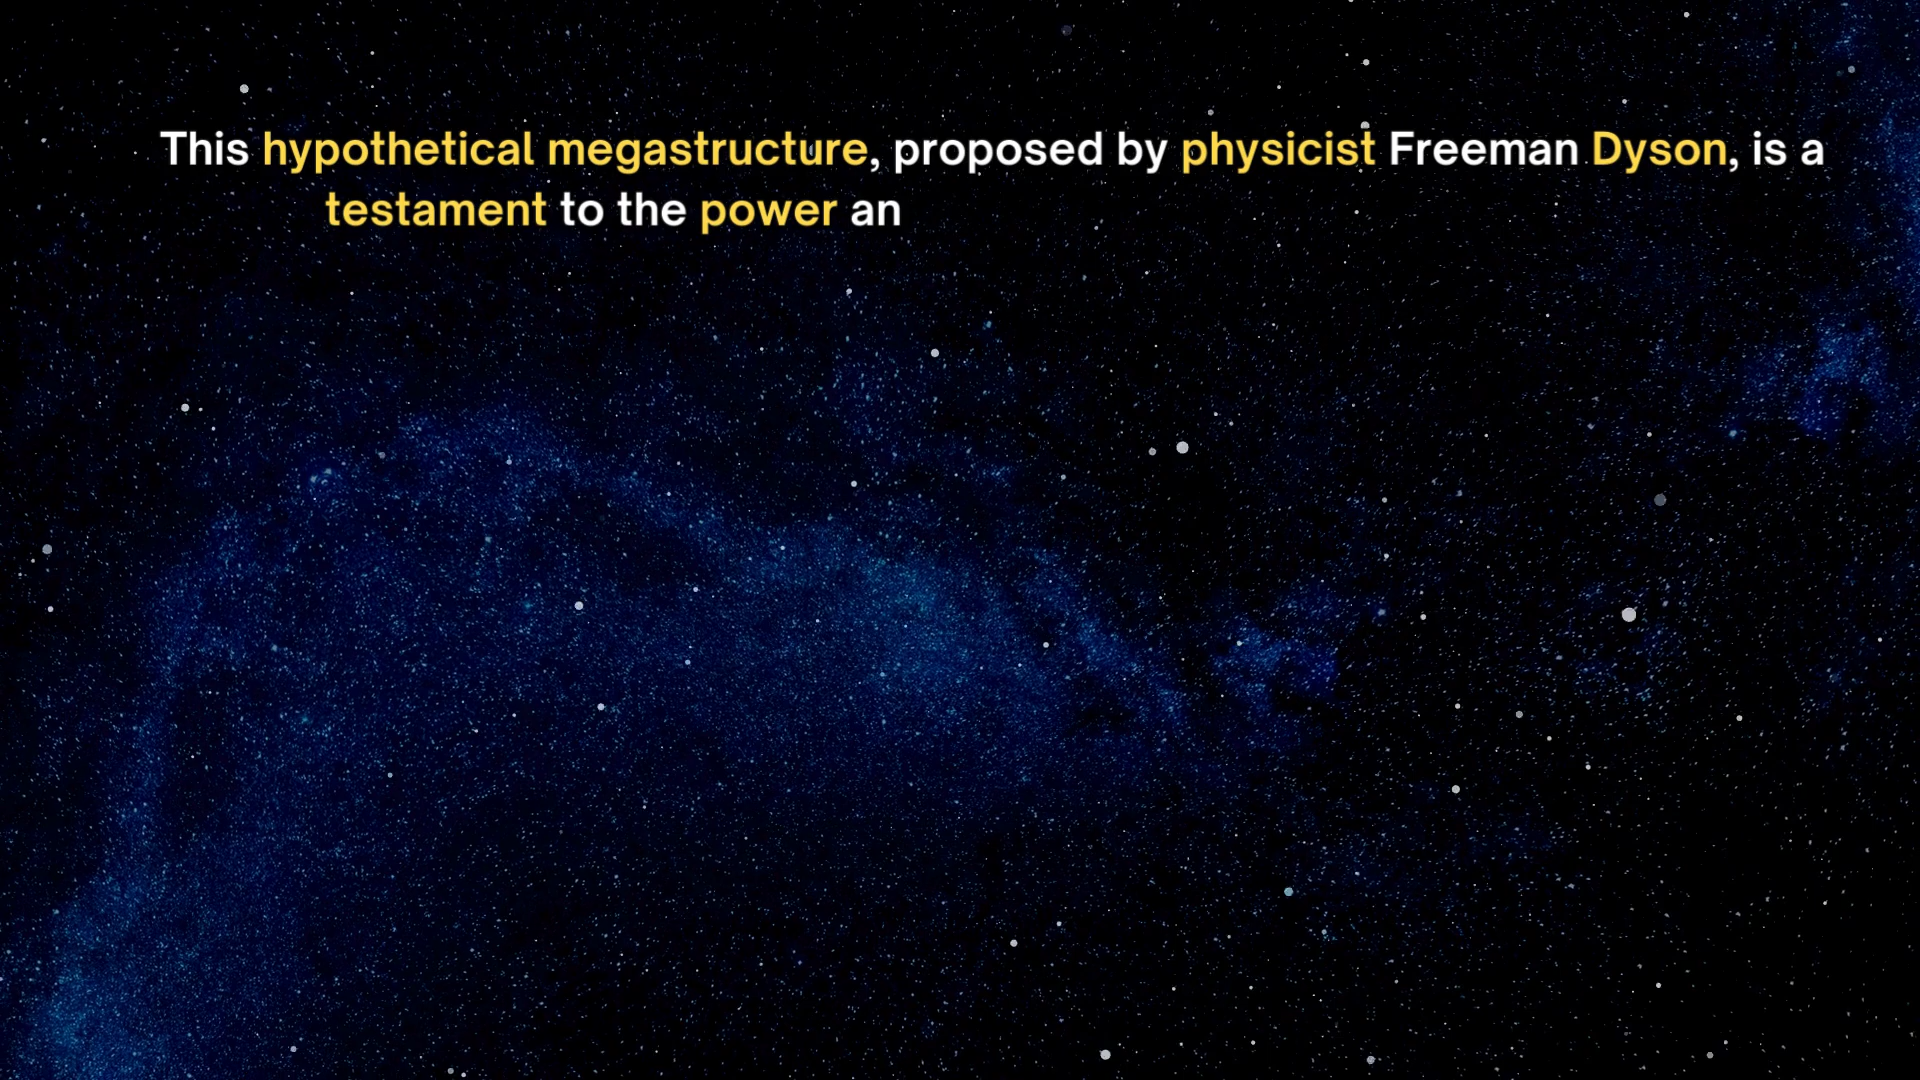 This hypothetical megastructure, proposed by physicist Freeman Dyson, is a
testament to the power an